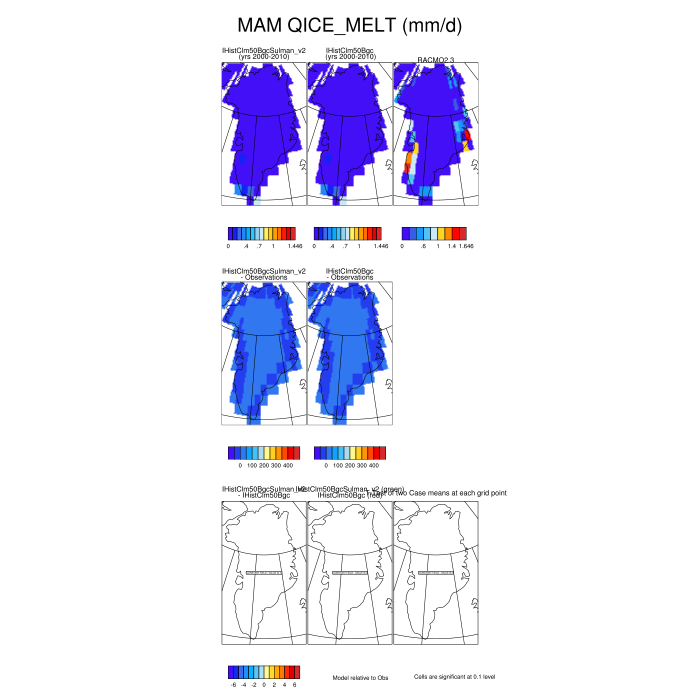 MAM QICE_MELT (mm/d)
IHistClm50BgcSulman_v2
(yrs 2000-2010)
IHistClm50Bgc
(yrs 2000-2010)
RACMO2.3
0 .4 .7 1 1.446
0 .4 .7 1 1.446
0 .6 1 1.4 1.646
IHistClm50BgcSulman_v2
- Observations
IHistClm50Bgc
- Observations
0 100 200 300 400
0 100 200 300 400
IHistClm50BgcSulman_v2
- IHistClm50Bgc
IHistClm50BgcSulman_v2 (green)
IHistClm50Bgc (red)
T-Test of two Case means at each grid point
-6 -4 -2 0 2 4 6
Model relative to Obs
Cells are significant at 0.1 level